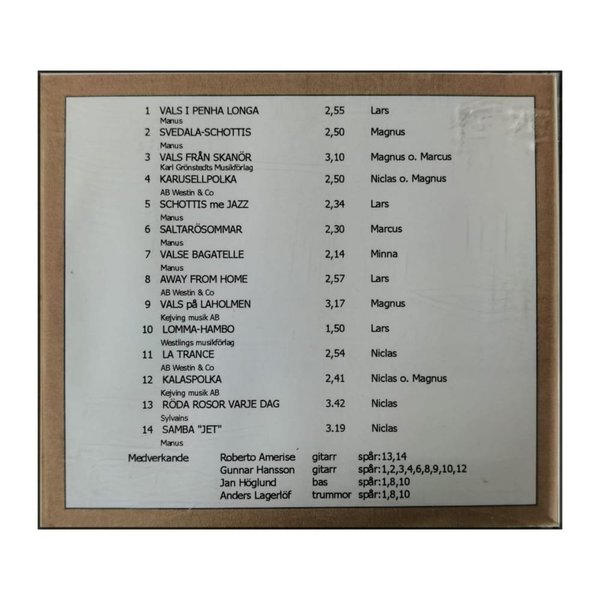 1 VALS I PENHA LONGA 2,55 Lars
Manus
2 SVEDALA-SCHOTTIS 2,50 Magnus
Manus
3 VALS FRÅN SKANÖR 3,10 Magnus o. Marcus
Karl Grönstedts Musikförlag
4 KARUSELLPOLKA 2,50 Niclas o. Magnus
AB Westin & Co
5 SCHOTTIS me JAZZ 2,34 Lars
Manus
6 SALTARÖSOMMAR 2,30 Marcus
Manus
7 VALSE BAGATELLE 2,14 Minna
Manus
8 AWAY FROM HOME 2,57 Lars
AB Westin & Co
9 VALS på LAHOLMEN 3,17 Magnus
Kejving musik AB
10 LOMMA-HAMBO 1,50 Lars
Westlings musikförlag
11 LA TRANCE 2,54 Niclas
AB Westin & Co
12 KALASPOLKA 2,41 Niclas o. Magnus
Kejving musik AB
13 RÖDA ROSOR VARJE DAG 3.42 Niclas
Sylvains
14 SAMBA "JET" 3.19 Niclas
Manus
Medverkande Roberto Amerise gitarr spår:13,14
Gunnar Hansson gitarr spår:1,2,3,4,6,8,9,10,12
Jan Höglund bas spår:1,8,10
Anders Lagerlöf trummor spår:1,8,10